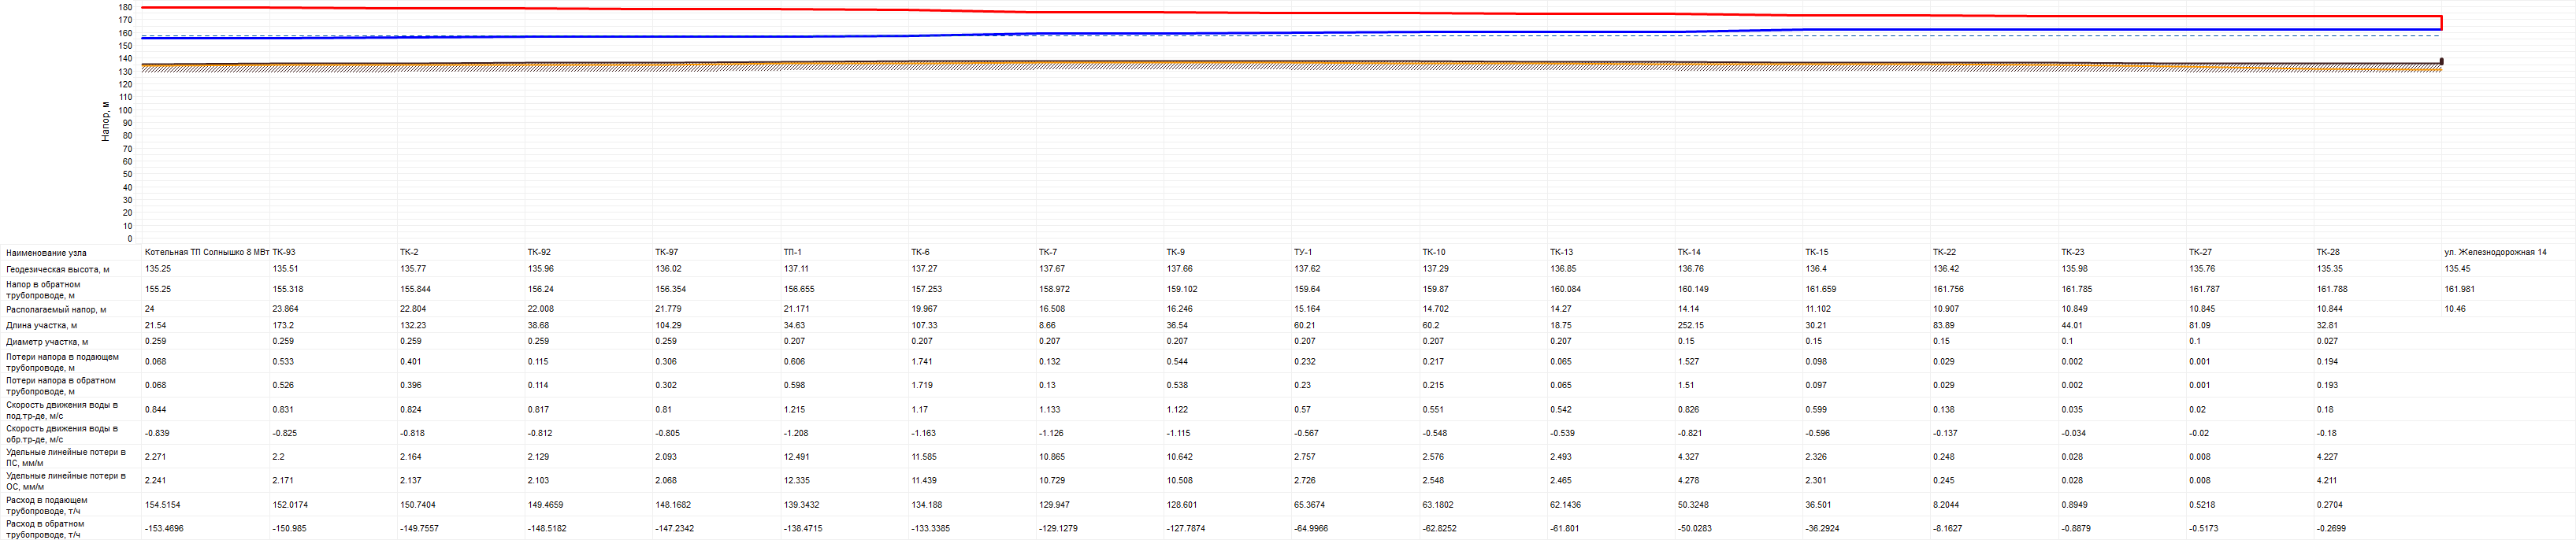 180
170
160
150
140
130
120
110
100
90
80
70
60
50
40
30
20
10
0
Напор, м
Наименование узла Котельная ТП Солнышко 8 МВт ТК-93 ТК-2 ТК-92 ТК-97 ТП-1 ТК-6 ТК-7 ТК-9 ТУ-1 ТК-10 ТК-13 ТК-14 ТК-15 ТК-22 ТК-23 ТК-27 ТК-28 ул. Железнодорожная 14
Геодезическая высота, м 135.25 135.51 135.77 135.96 136.02 137.11 137.27 137.67 137.66 137.62 137.29 136.85 136.76 136.4 136.42 135.98 135.76 135.35 135.45
Напор в обратном
трубопроводе, м 155.25 155.318 155.844 156.24 156.354 156.655 157.253 158.972 159.102 159.64 159.87 160.084 160.149 161.659 161.756 161.785 161.787 161.788 161.981
Располагаемый напор, м 24 23.864 22.804 22.008 21.779 21.171 19.967 16.508 16.246 15.164 14.702 14.27 14.14 11.102 10.907 10.849 10.845 10.844 10.46
Длина участка, м 21.54 173.2 132.23 38.68 104.29 34.63 107.33 8.66 36.54 60.21 60.2 18.75 252.15 30.21 83.89 44.01 81.09 32.81
Диаметр участка, м 0.259 0.259 0.259 0.259 0.259 0.207 0.207 0.207 0.207 0.207 0.207 0.207 0.15 0.15 0.15 0.1 0.1 0.027
Потери напора в подающем
трубопроводе, м 0.068 0.533 0.401 0.115 0.306 0.606 1.741 0.132 0.544 0.232 0.217 0.065 1.527 0.098 0.029 0.002 0.001 0.194
Потери напора в обратном
трубопроводе, м 0.068 0.526 0.396 0.114 0.302 0.598 1.719 0.13 0.538 0.23 0.215 0.065 1.51 0.097 0.029 0.002 0.001 0.193
Скорость движения воды в
под.тр-де, м/с 0.844 0.831 0.824 0.817 0.81 1.215 1.17 1.133 1.122 0.57 0.551 0.542 0.826 0.599 0.138 0.035 0.02 0.18
Скорость движения воды в
обр.тр-де, м/с -0.839 -0.825 -0.818 -0.812 -0.805 -1.208 -1.163 -1.126 -1.115 -0.567 -0.548 -0.539 -0.821 -0.596 -0.137 -0.034 -0.02 -0.18
Удельные линейные потери в
ПС, мм/м 2.271 2.2 2.164 2.129 2.093 12.491 11.585 10.865 10.642 2.757 2.576 2.493 4.327 2.326 0.248 0.028 0.008 4.227
Удельные линейные потери в
ОС, мм/м 2.241 2.171 2.137 2.103 2.068 12.335 11.439 10.729 10.508 2.726 2.548 2.465 4.278 2.301 0.245 0.028 0.008 4.211
Расход в подающем
трубопроводе, т/ч 154.5154 152.0174 150.7404 149.4659 148.1682 139.3432 134.188 129.947 128.601 65.3674 63.1802 62.1436 50.3248 36.501 8.2044 0.8949 0.5218 0.2704
Расход в обратном
трубопроводе, т/ч -153.4696 -150.985 -149.7557 -148.5182 -147.2342 -138.4715 -133.3385 -129.1279 -127.7874 -64.9966 -62.8252 -61.801 -50.0283 -36.2924 -8.1627 -0.8879 -0.5173 -0.2699